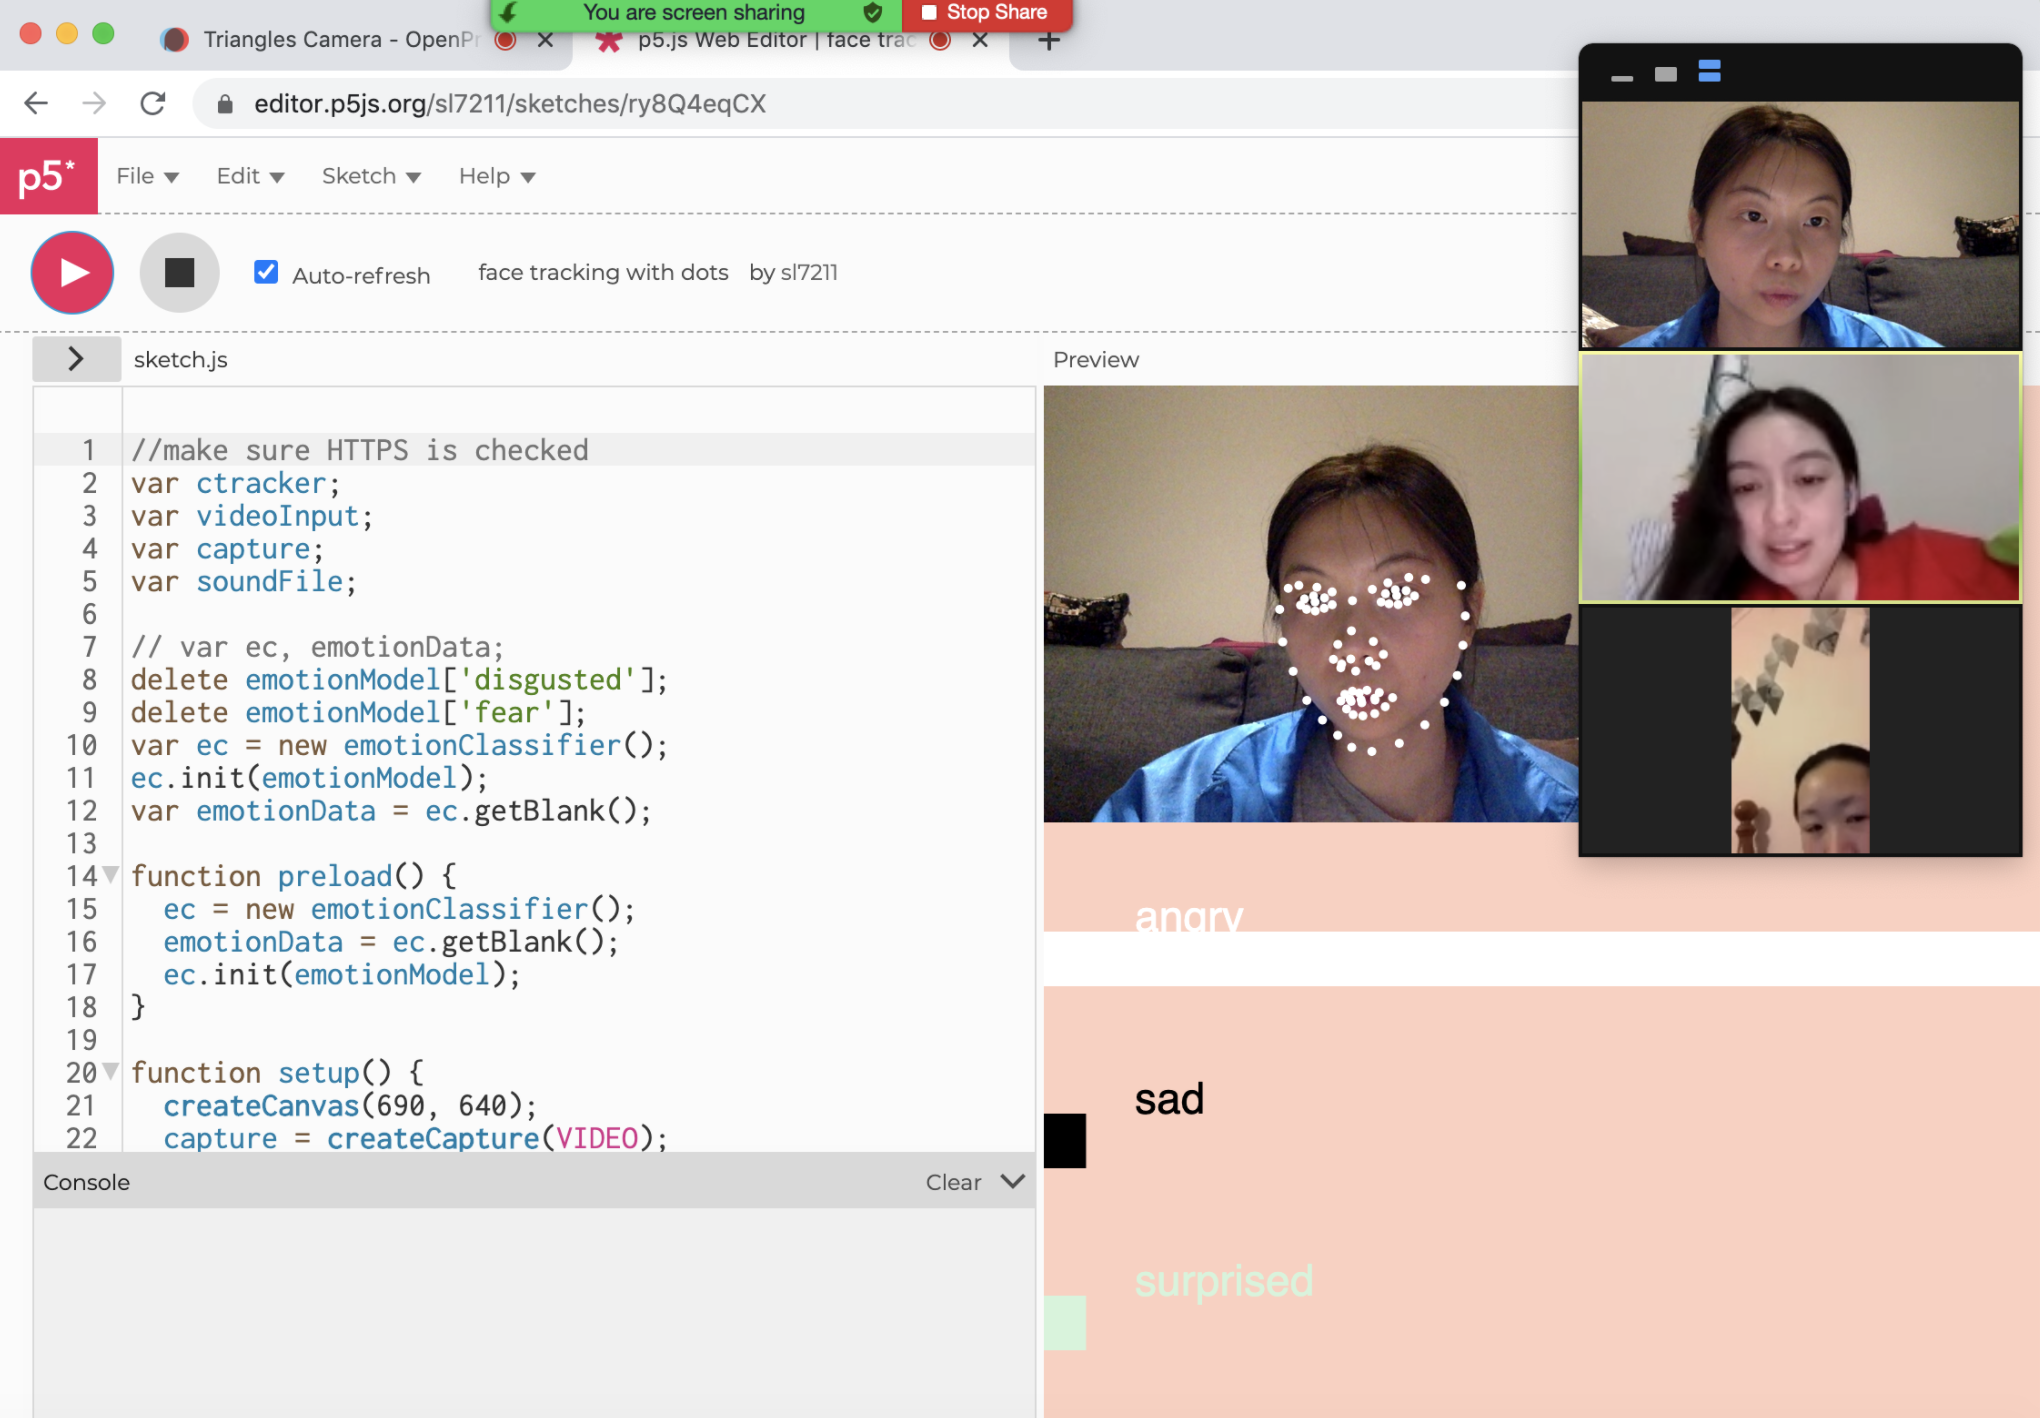 You are screen sharing
Stop Share
Triangles Camera - OpenPr
p5.js Web Editor | face trac
editor.p5js.org/sl7211/sketches/ry8Q4eqCX
p5*
File Edit Sketch Help
Auto-refresh face tracking with dots by sl7211
sketch.js
Preview
1 //make sure HTTPS is checked
2 var ctracker;
3 var videoInput;
4 var capture;
5 var soundFile;
6
7 // var ec, emotionData;
8 delete emotionModel['disgusted'];
9 delete emotionModel['fear'];
10 var ec = new emotionClassifier();
11 ec.init(emotionModel);
12 var emotionData = ec.getBlank();
13
14 function preload() {
15 ec = new emotionClassifier();
16 emotionData = ec.getBlank();
17 ec.init(emotionModel);
18 }
19
20 function setup() {
21 createCanvas(690, 640);
22 capture = createCapture(VIDEO);
Console Clear
angry
sad
surprised